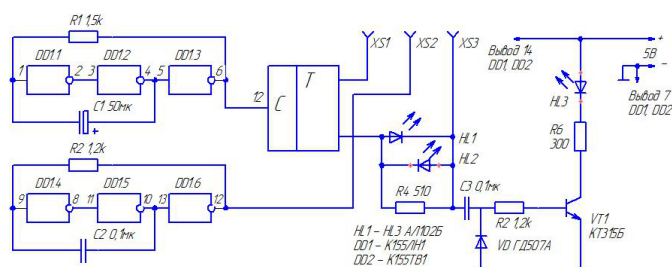 R1 1,5k
DD1.1
DD1.2
DD1.3
1
2
3
4
5
6
C1 50мк
+
R2 1,2k
DD1.4
DD1.5
DD1.6
9
8
11
10
13
12
C2 0,1мк
12
C
T
XS1
XS2
XS3
HL1
HL2
R4 510
C3 0,1мк
HL1 - HL3 АЛ102Б
DD1 - К155ЛН1
DD2 - К155ТВ1
R2 1,2k
VD ГД507А
Вывод 14
DD1, DD2
+
5В
-
Вывод 7
DD1, DD2
HL3
R6
300
VT1
КТ315Б